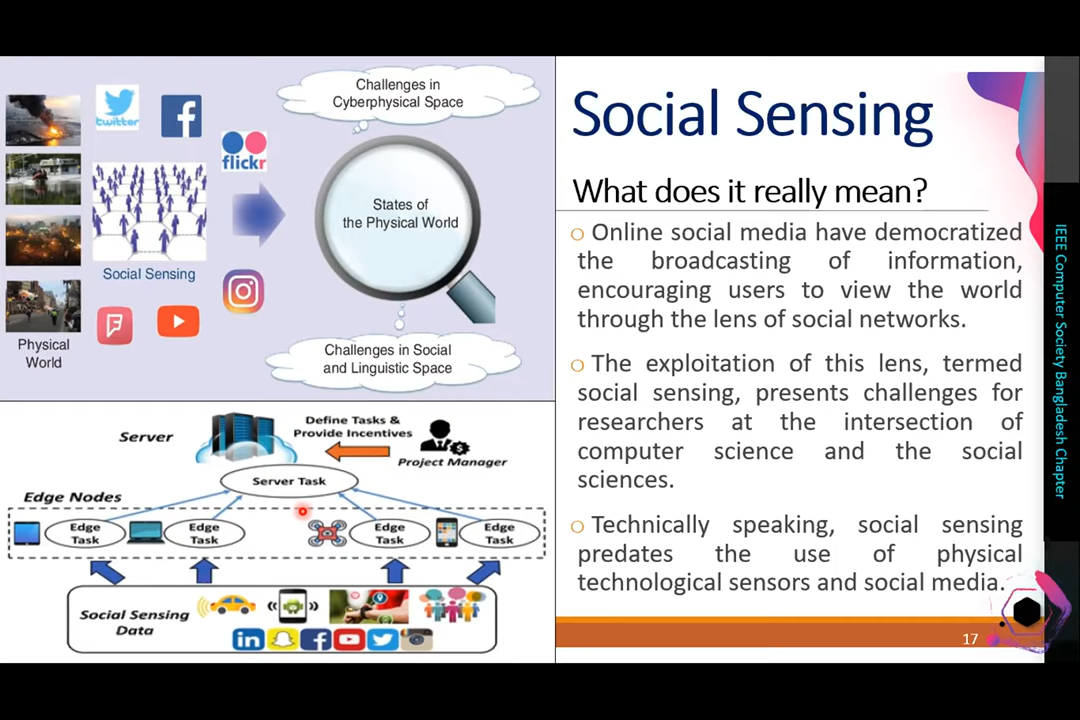 Challenges in
Cyberphysical Space
twitter
flickr
States of
the Physical World
Social Sensing
Physical
World
Challenges in Social
and Linguistic Space
Server
Define Tasks &
Provide Incentives
Project Manager
Server Task
Edge Nodes
Edge
Task
Edge
Task
Edge
Task
Edge
Task
Social Sensing
Data
in
Social Sensing
What does it really mean?
Online social media have democratized
the broadcasting of information,
encouraging users to view the world
through the lens of social networks.
The exploitation of this lens, termed
social sensing, presents challenges for
researchers at the intersection of
computer science and the social
sciences.
Technically speaking, social sensing
predates the use of physical
technological sensors and social media.
17
IEEE Computer Society Bangladesh Chapter